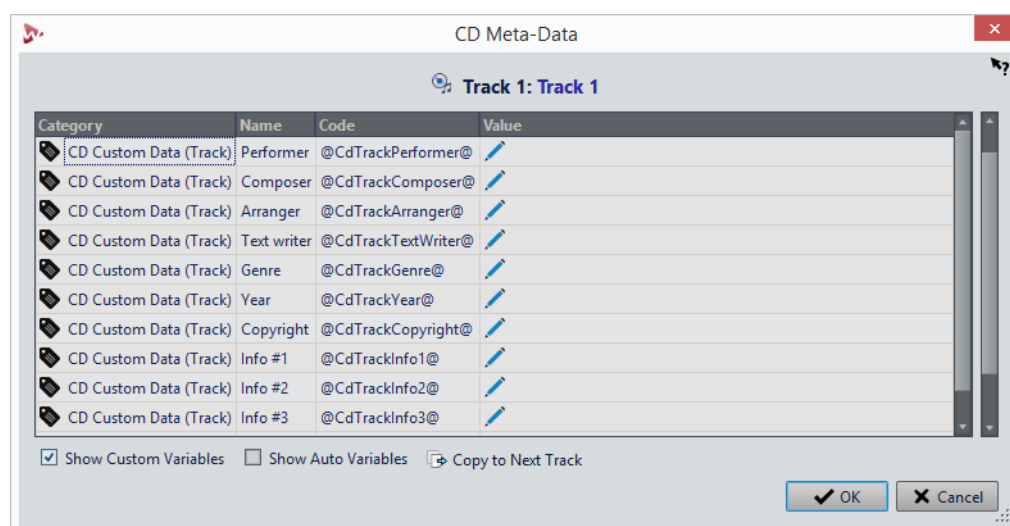 CD Meta-Data
Track 1: Track 1
Category Name Code Value
CD Custom Data (Track) Performer @CdTrackPerformer@
CD Custom Data (Track) Composer @CdTrackComposer@
CD Custom Data (Track) Arranger @CdTrackArranger@
CD Custom Data (Track) Text writer @CdTrackTextWriter@
CD Custom Data (Track) Genre @CdTrackGenre@
CD Custom Data (Track) Year @CdTrackYear@
CD Custom Data (Track) Copyright @CdTrackCopyright@
CD Custom Data (Track) Info #1 @CdTrackInfo1@
CD Custom Data (Track) Info #2 @CdTrackInfo2@
CD Custom Data (Track) Info #3 @CdTrackInfo3@
Show Custom Variables Show Auto Variables Copy to Next Track
OK Cancel